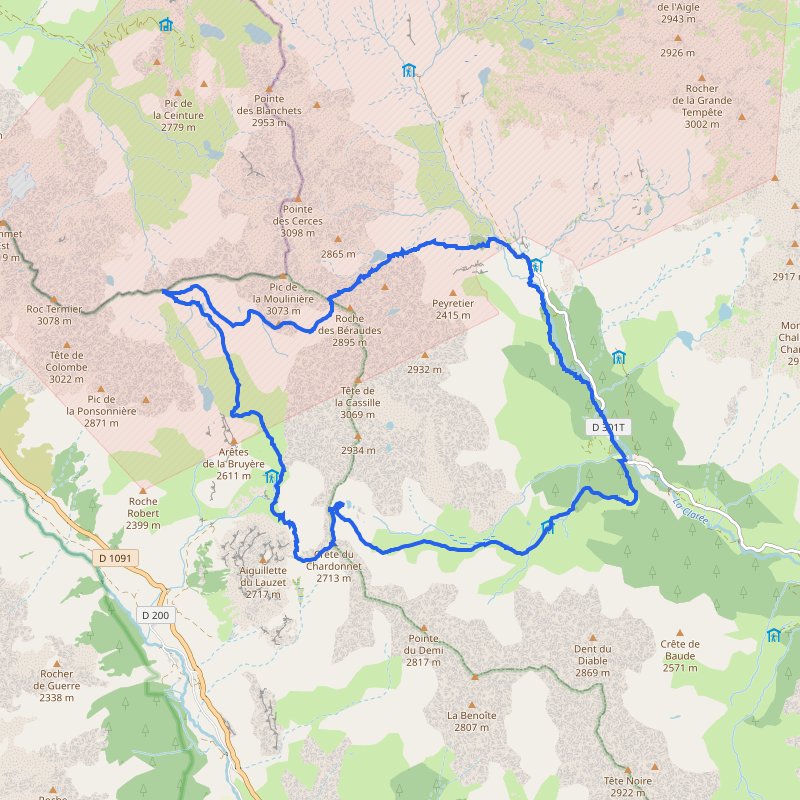 de l'Aigle
2943 m
2926 m
Rocher
de la Grande
Tempête
3002 m
Pic de
la Ceinture
2779 m
Pointe
des Blanchets
2953 m
Pointe
des Cerces
3098 m
2865 m
Roc Termier
3078 m
Pic de
la Moulinière
3073 m
Roche
des Béraudes
2895 m
Peyretier
2415 m
2917 m
Tête de
Colombe
3022 m
Pic de
la Ponsonnière
2871 m
2932 m
Tête de
la Cassille
3069 m
2934 m
D 301T
Arêtes
de la Bruyère
2611 m
Roche
Robert
2399 m
La Clarée
D 1091
Aiguillette
du Lauzet
2717 m
Crête du
Chardonnet
2713 m
D 200
Pointe
du Demi
2817 m
Dent du
Diable
2869 m
Crête de
Baude
2571 m
Rocher
de Guerre
2338 m
La Benoîte
2807 m
Tête Noire
2922 m